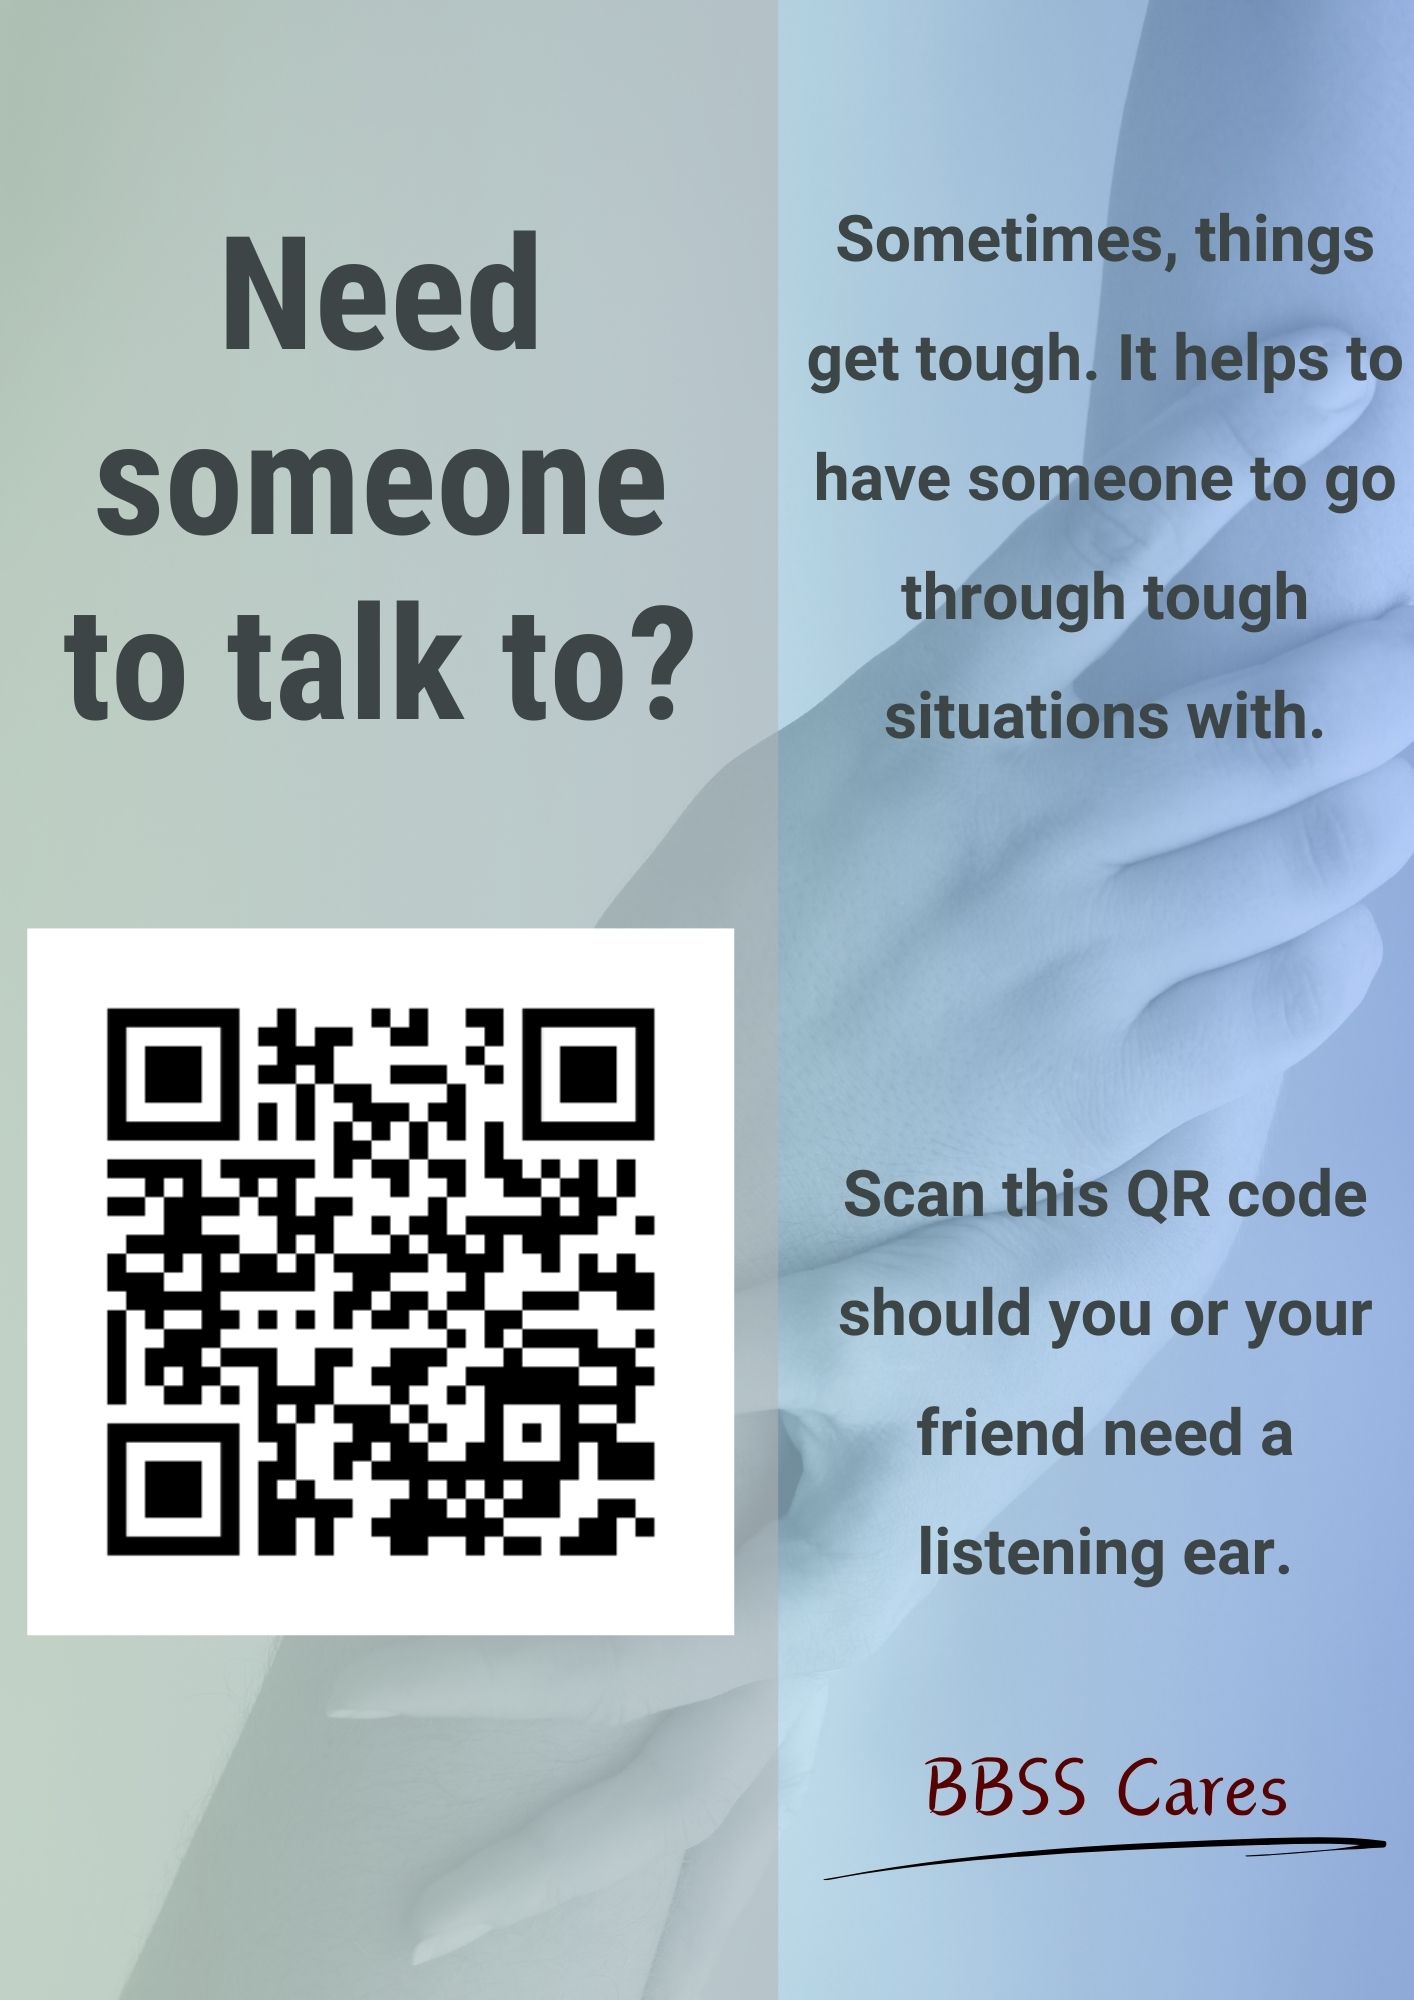 Need
someone
to talk to?
Sometimes, things
get tough. It helps to
have someone to go
through tough
situations with.
Scan this QR code
should you or your
friend need a
listening ear.
BBSS Cares